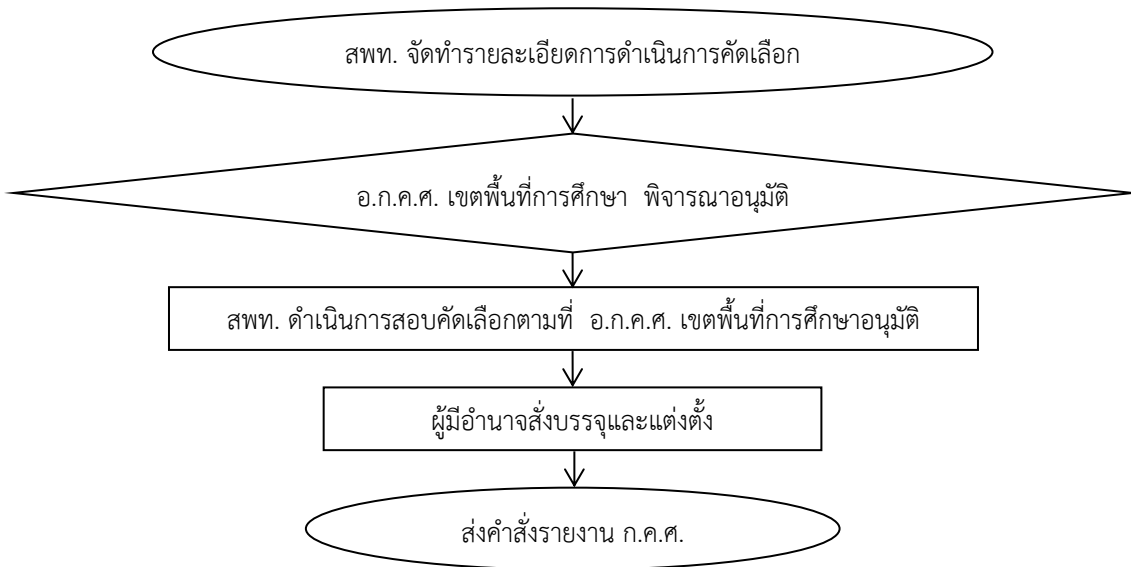 สพท. จัดทำรายละเอียดการดำเนินการคัดเลือก
อ.ก.ค.ศ. เขตพื้นที่การศึกษา พิจารณาอนุมัติ
สพท. ดำเนินการสอบคัดเลือกตามที่ อ.ก.ค.ศ. เขตพื้นที่การศึกษาอนุมัติ
ผู้มีอำนาจสั่งบรรจุและแต่งตั้ง
ส่งคำสั่งรายงาน ก.ค.ศ.